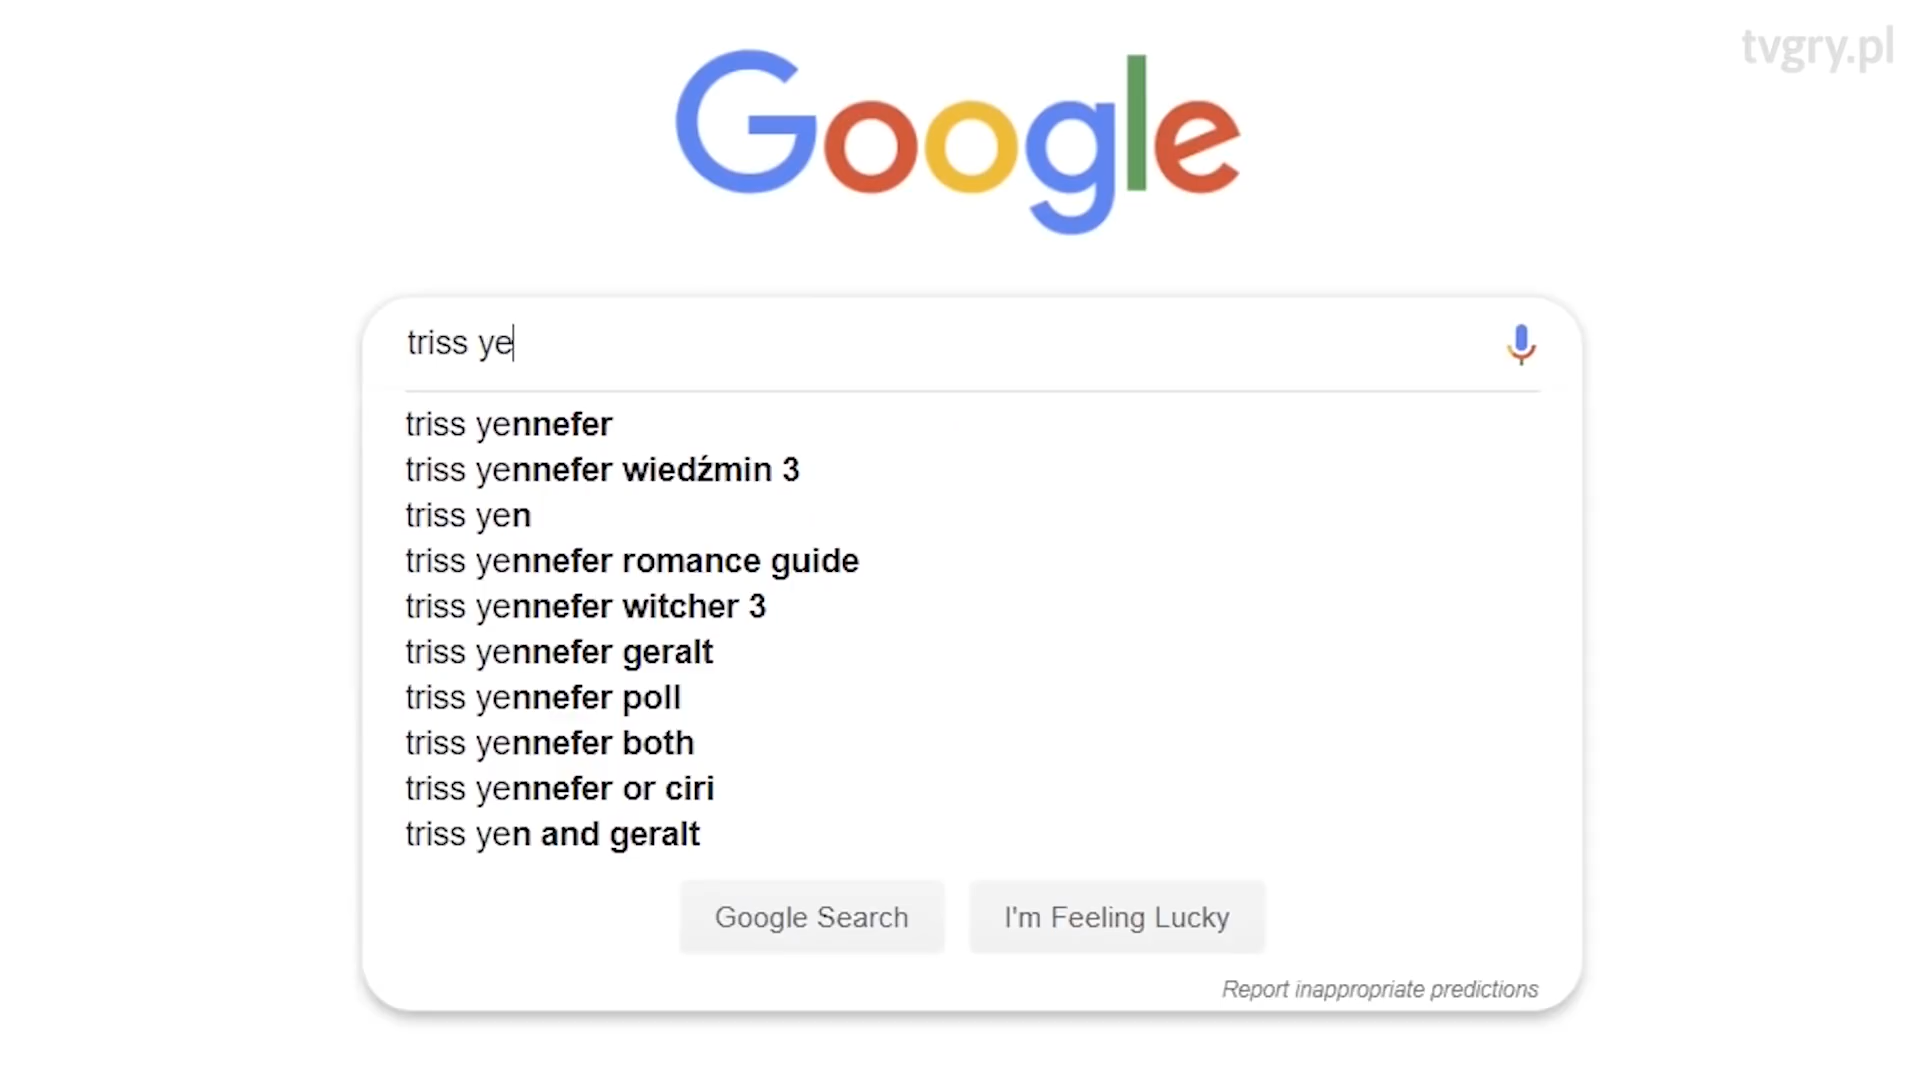 tvgry.pl
Google
triss ye
triss yennefer
triss yennefer wiedźmin 3
triss yen
triss yennefer romance guide
triss yennefer witcher 3
triss yennefer geralt
triss yennefer poll
triss yennefer both
triss yennefer or ciri
triss yen and geralt
Google Search
I'm Feeling Lucky
Report inappropriate predictions